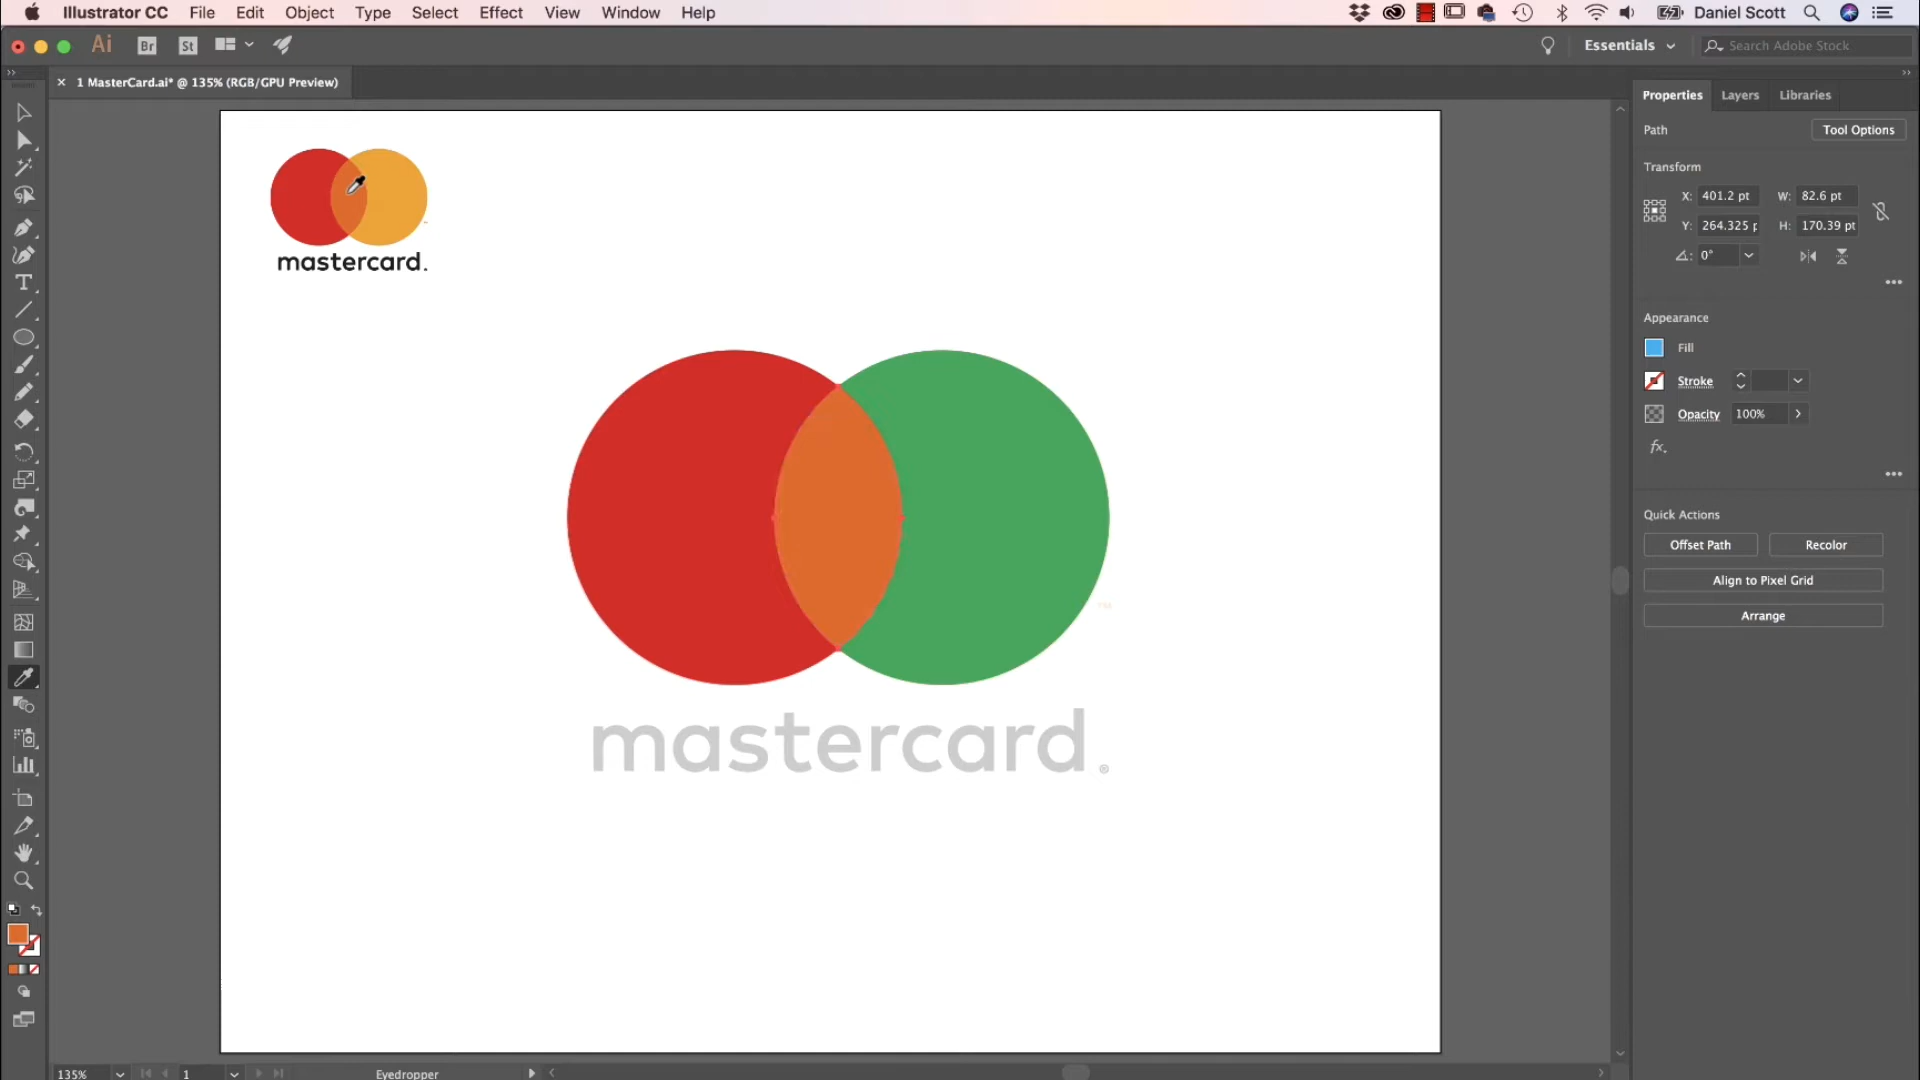 Illustrator CC File Edit Object Type Select Effect View Window Help Daniel Scott
Ai Br St Essentials Search Adobe Stock
× 1 MasterCard.ai* @ 135% (RGB/GPU Preview)
Properties Layers Libraries
Path Tool Options
Transform
X: 401.2 pt W: 82.6 pt
Y: 264.325 p H: 170.39 pt
0°
Appearance
Fill
Stroke
Opacity 100%
fx.
Quick Actions
Offset Path Recolor
Align to Pixel Grid
Arrange
mastercard.
mastercard.®
135% 1 Eyedropper